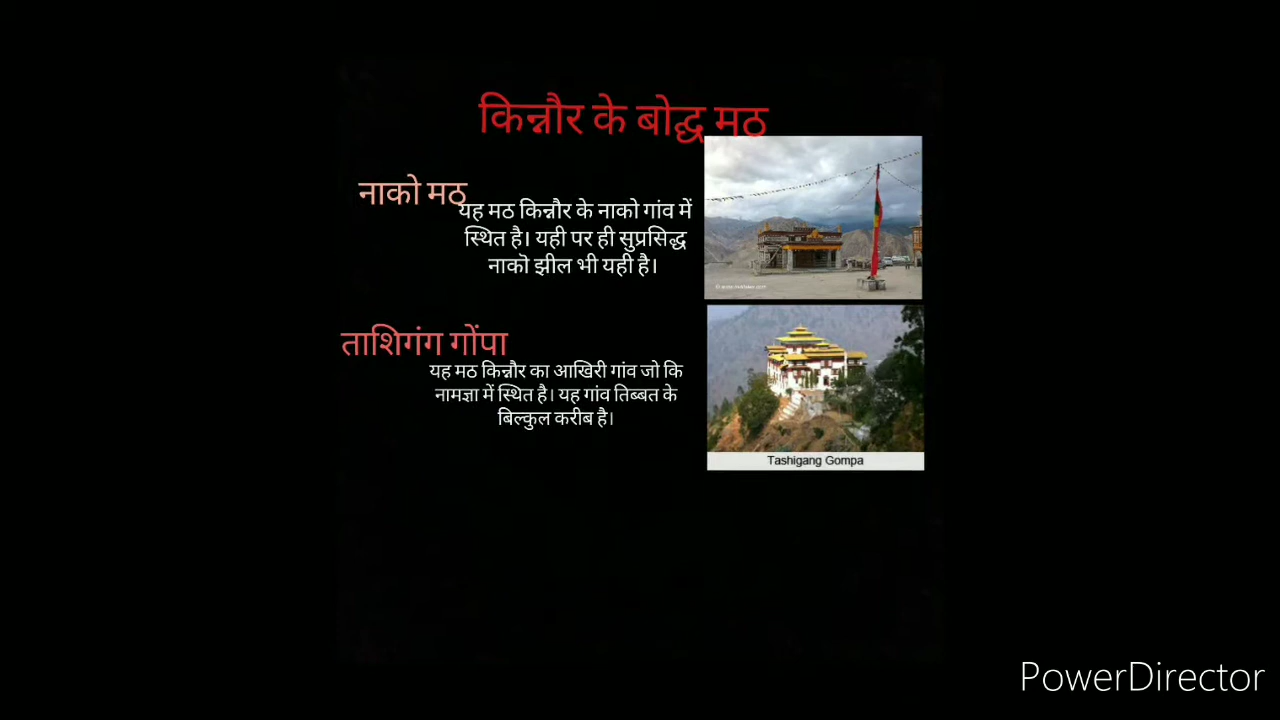 किन्नौर के बोद्ध मठ
नाको मठ
यह मठ किन्नौर के नाको गांव में
स्थित है। यही पर ही सुप्रसिद्ध
नाकॊ झील भी यही है।
ताशिगंग गोंपा
यह मठ किन्नौर का आखिरी गांव जो कि
नामज्ञा में स्थित है। यह गांव तिब्बत के
बिल्कुल करीब है।
Tashigang Gompa
PowerDirector